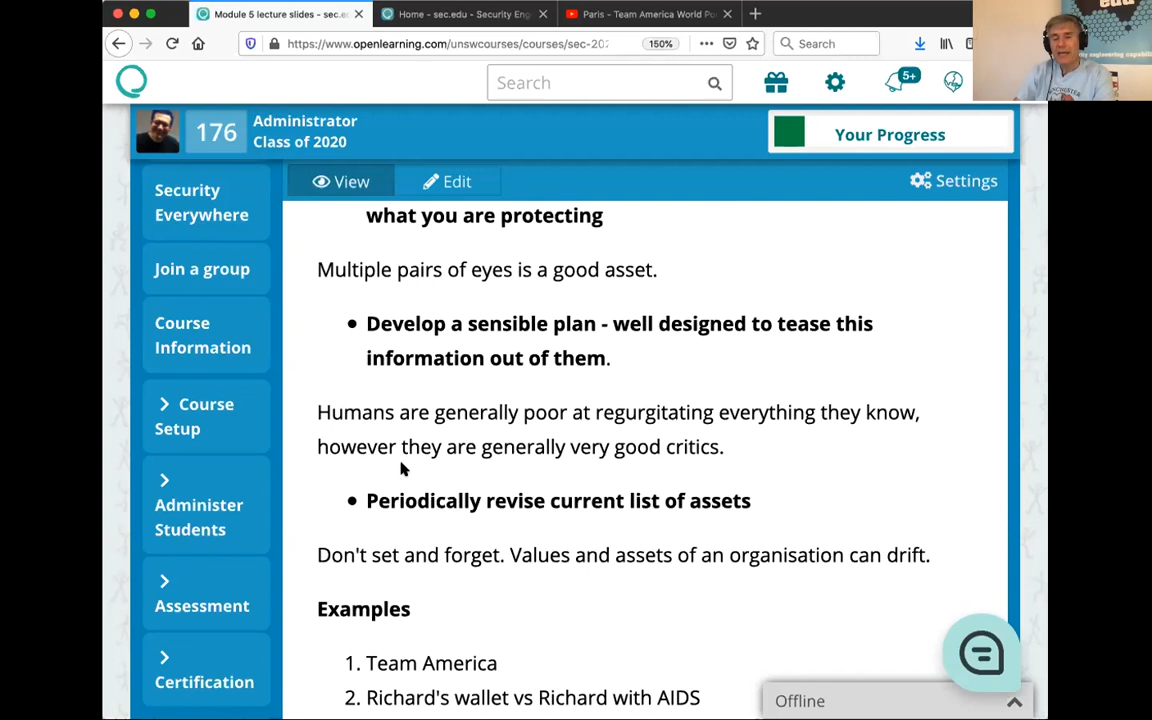 Module 5 lecture slides - sec.e
Home - sec.edu - Security Eng
Paris - Team America World Po
https://www.openlearning.com/unswcourses/courses/sec-20
150%
Search
Search
5+
176
Administrator
Class of 2020
Your Progress
View
Edit
Settings
Security
Everywhere
Join a group
Course
Information
Course
Setup
Administer
Students
Assessment
Certification
what you are protecting
Multiple pairs of eyes is a good asset.
• Develop a sensible plan - well designed to tease this
information out of them.
Humans are generally poor at regurgitating everything they know,
however they are generally very good critics.
• Periodically revise current list of assets
Don't set and forget. Values and assets of an organisation can drift.
Examples
1. Team America
2. Richard's wallet vs Richard with AIDS
Offline